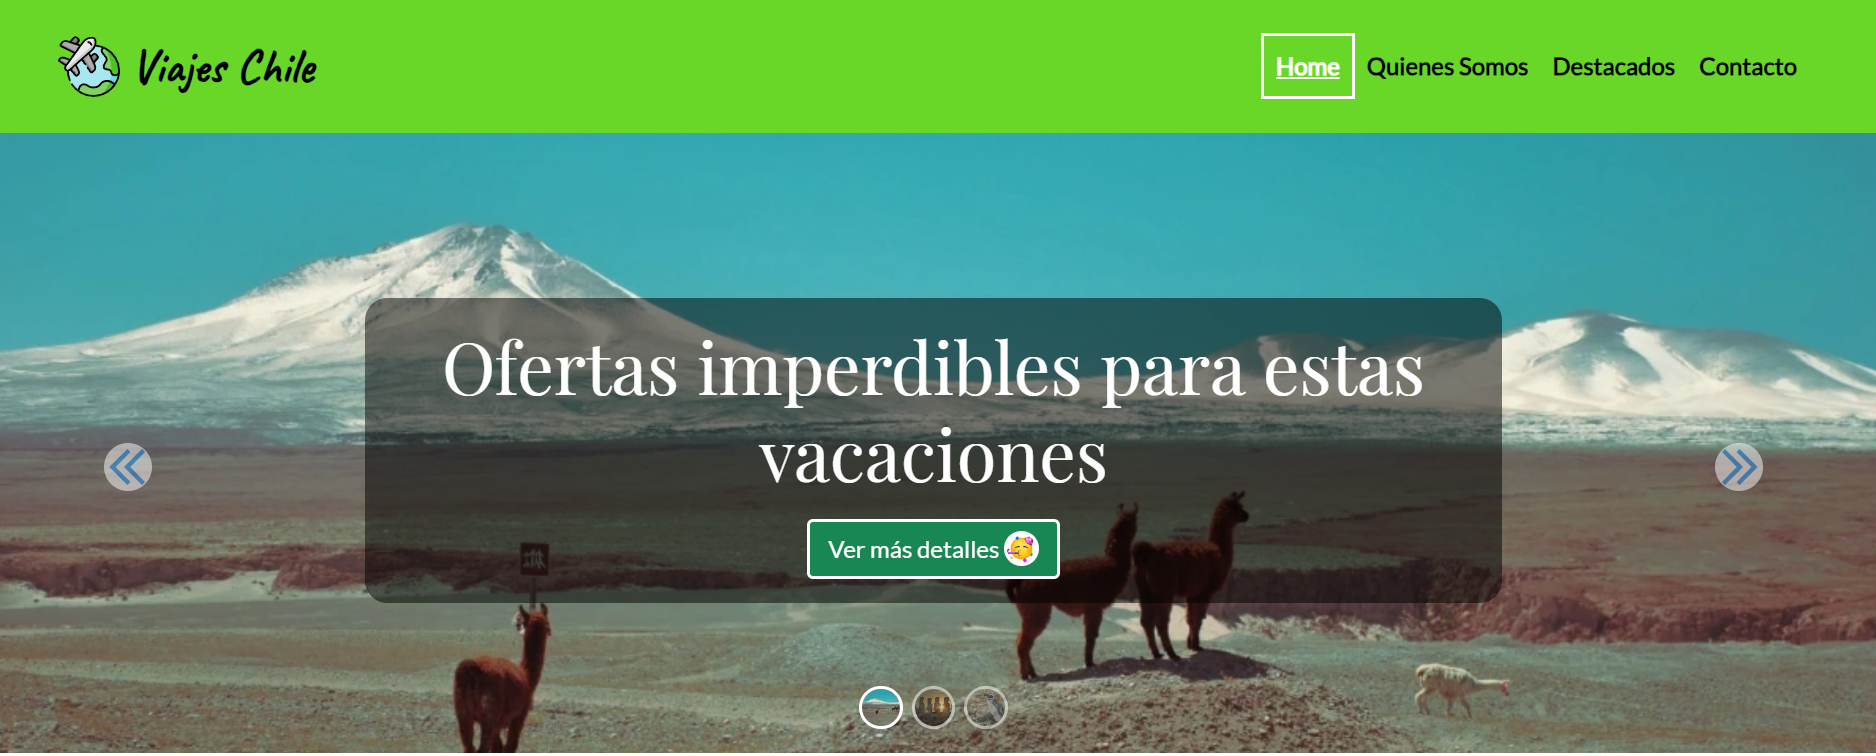 Viajes Chile
Home Quienes Somos Destacados Contacto
Ofertas imperdibles para estas
vacaciones
Ver más detalles